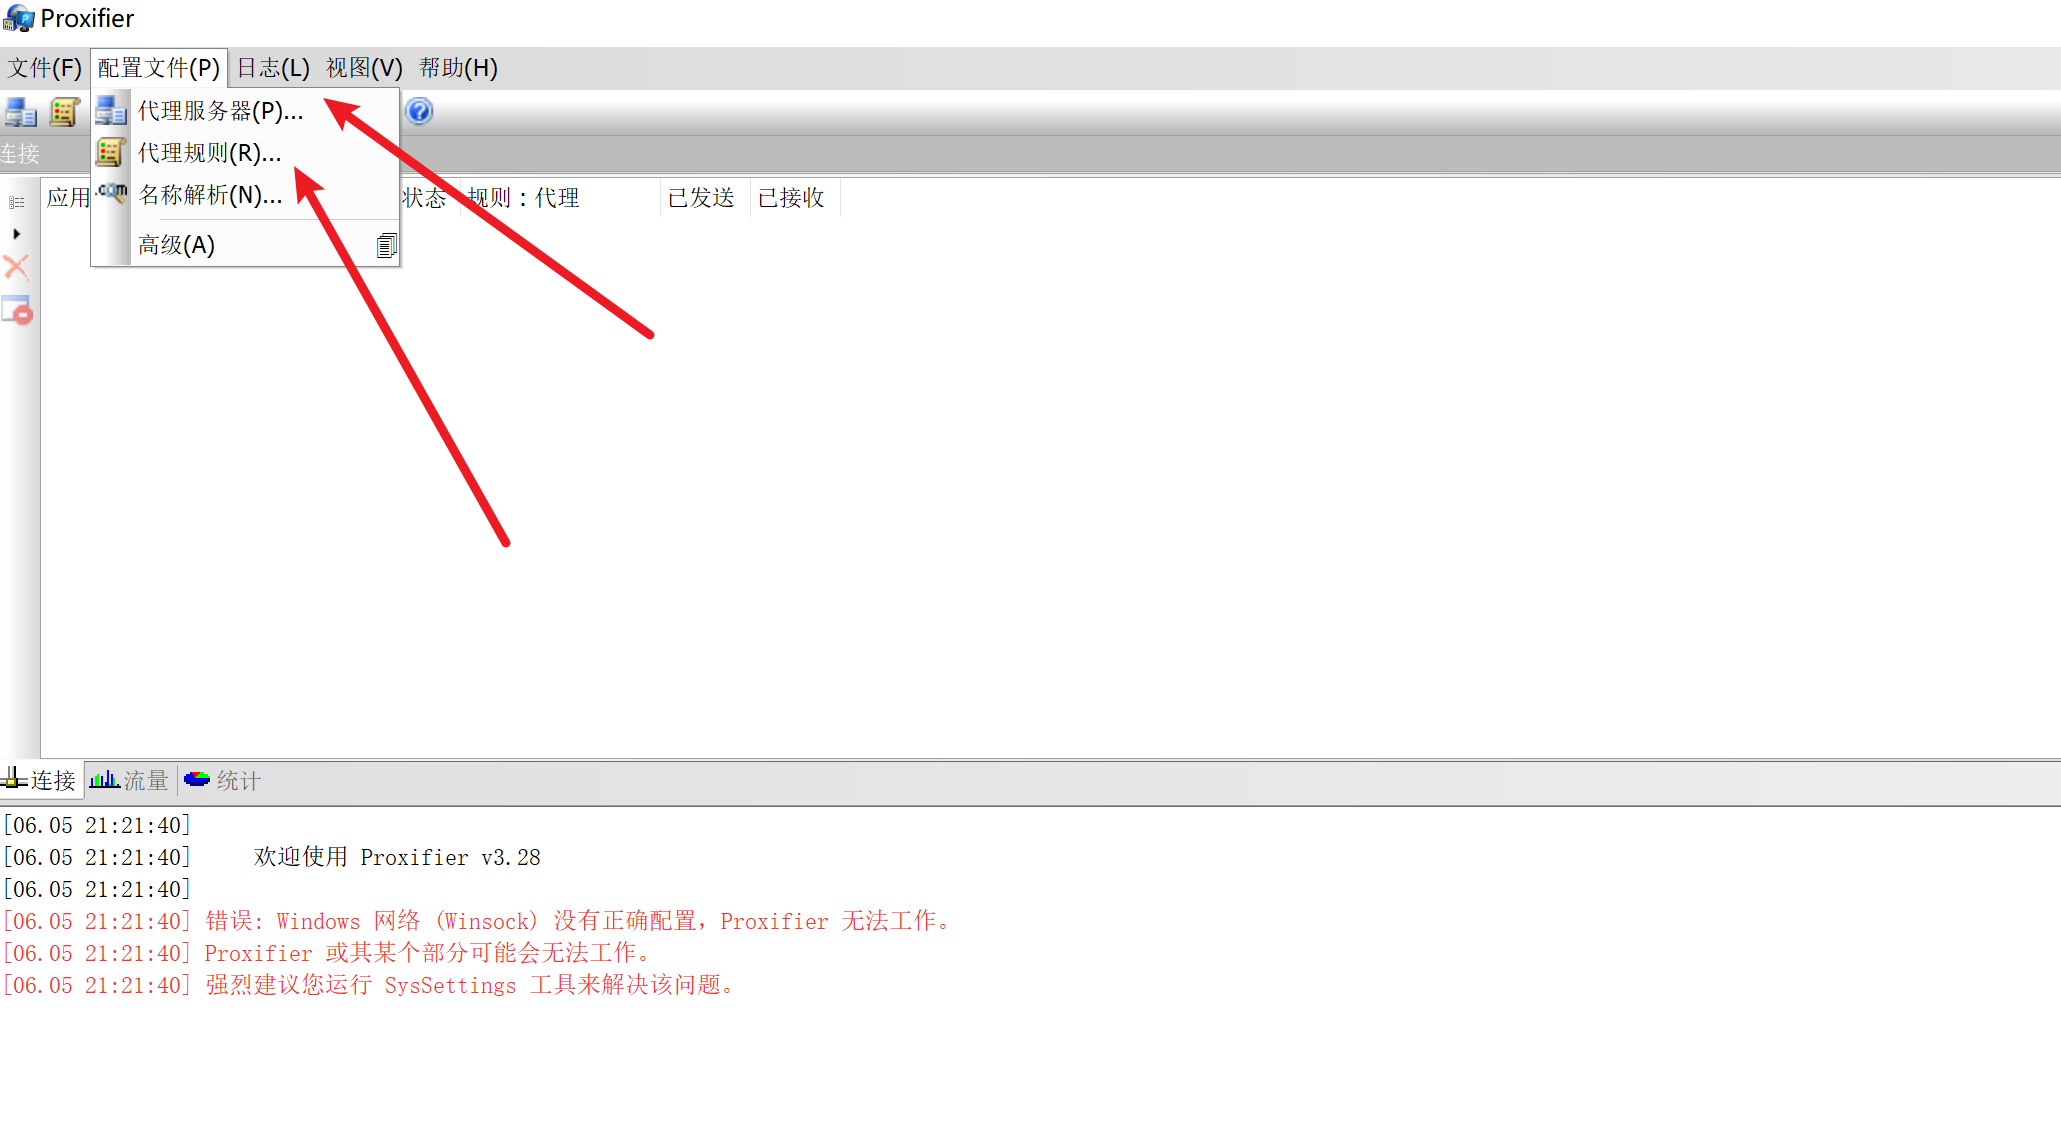 Proxifier
文件(F) 配置文件(P) 日志(L) 视图(V) 帮助(H)
代理服务器(P)...
连接
代理规则(R)...
名称解析(N)...
应用 状态 规则：代理 已发送 已接收
高级(A)
连接 流量 统计
[06.05 21:21:40]
[06.05 21:21:40] 欢迎使用 Proxifier v3.28
[06.05 21:21:40]
[06.05 21:21:40] 错误: Windows 网络 (Winsock) 没有正确配置，Proxifier 无法工作。
[06.05 21:21:40] Proxifier 或其某个部分可能会无法工作。
[06.05 21:21:40] 强烈建议您运行 SysSettings 工具来解决该问题。